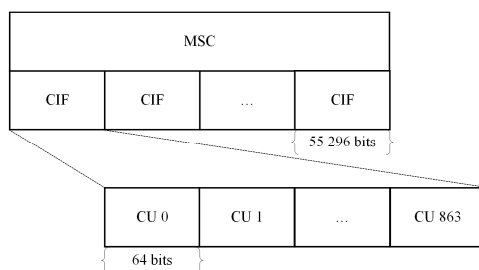 MSC
CIF CIF ... CIF
55 296 bits
CU 0 CU 1 ... CU 863
64 bits